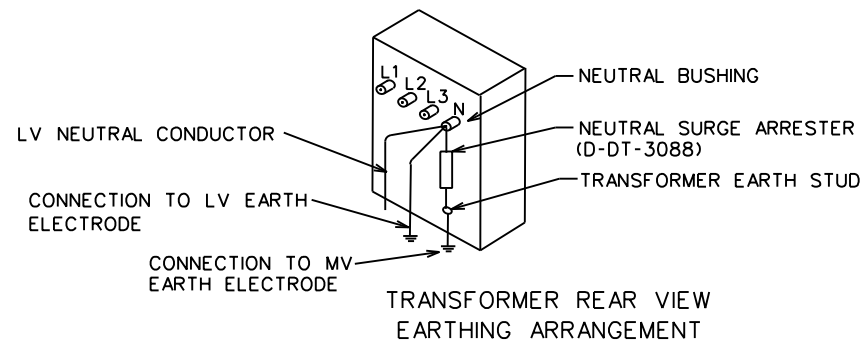 L1
L2
L3
N
NEUTRAL BUSHING
LV NEUTRAL CONDUCTOR
NEUTRAL SURGE ARRESTER
(D-DT-3088)
TRANSFORMER EARTH STUD
CONNECTION TO LV EARTH
ELECTRODE
CONNECTION TO MV
EARTH ELECTRODE
TRANSFORMER REAR VIEW
EARTHING ARRANGEMENT